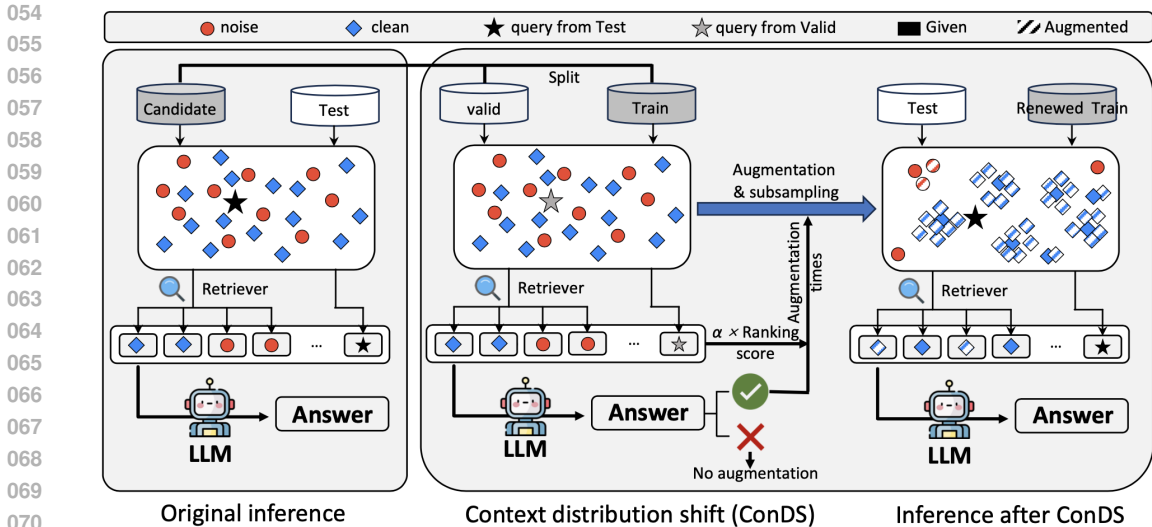 054
055
056
057
058
059
060
061
062
063
064
065
066
067
068
069
070
noise clean query from Test query from Valid Given Augmented
Split
Candidate Test valid Train Test Renewed Train
Augmentation
& subsampling
Augmentation
times
Retriever Retriever Retriever
... ... ...
α × Ranking
score
Answer Answer Answer
LLM LLM LLM
No augmentation
Original inference Context distribution shift (ConDS) Inference after ConDS